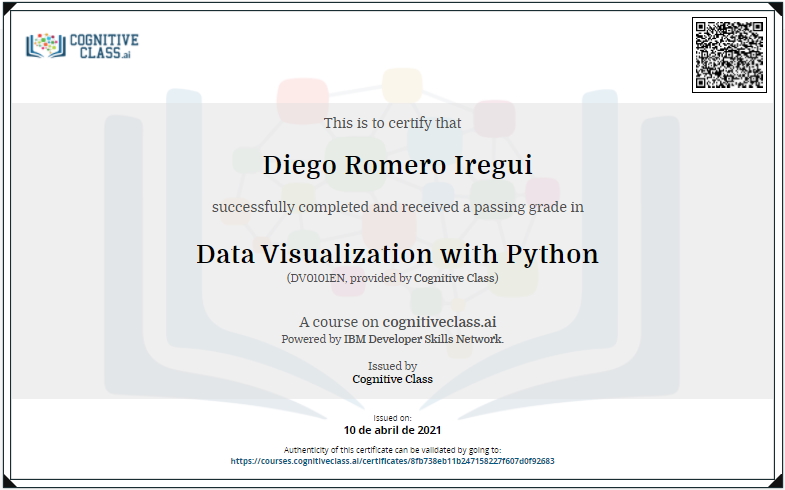 COGNITIVE
CLASS.ai
This is to certify that
Diego Romero Iregui
successfully completed and received a passing grade in
Data Visualization with Python
(DV0101EN, provided by Cognitive Class)
A course on cognitiveclass.ai
Powered by IBM Developer Skills Network.
Issued by
Cognitive Class
Issued on:
10 de abril de 2021
Authenticity of this certificate can be validated by going to:
https://courses.cognitiveclass.ai/certificates/8fb738eb11b247158227f607d0f92683